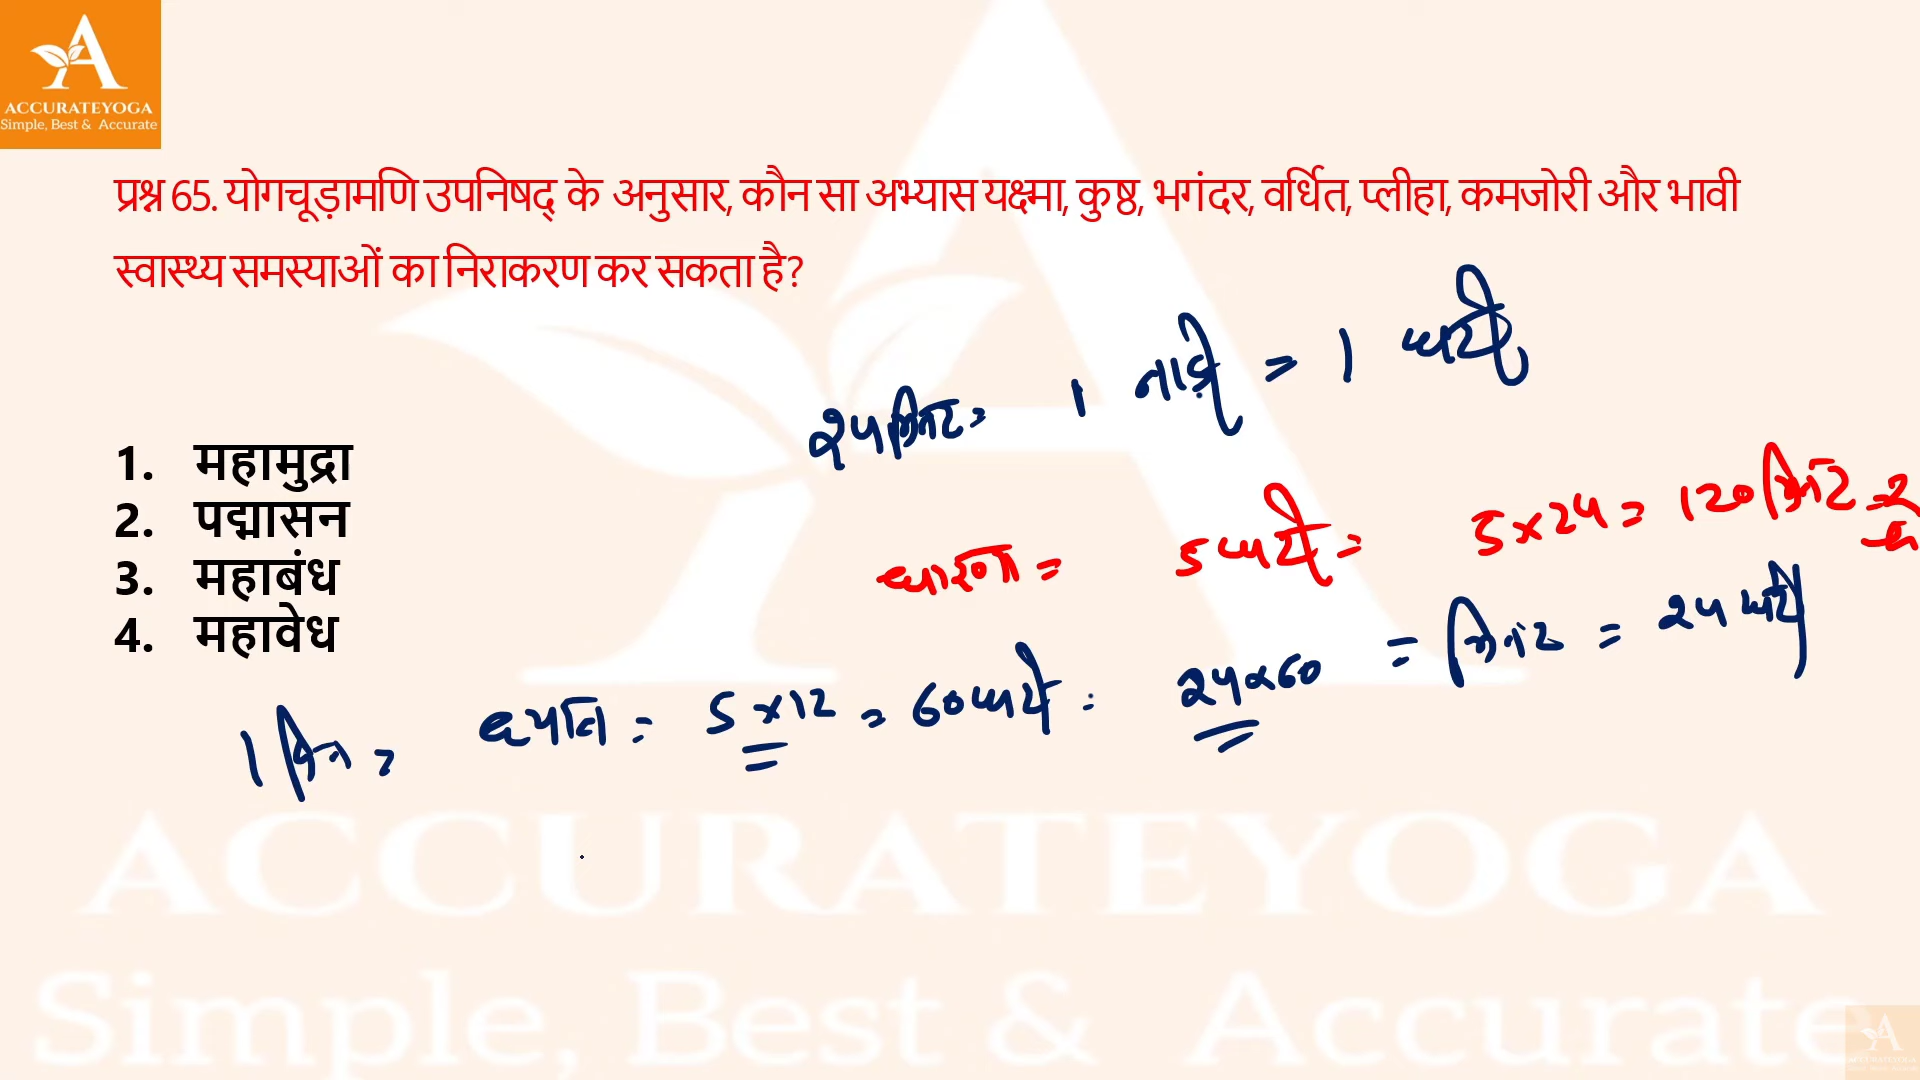 ACCURATEYOGA
Simple, Best & Accurate
प्रश्न 65. योगचूड़ामणि उपनिषद् के अनुसार, कौन सा अभ्यास यक्ष्मा, कुष्ठ, भगंदर, वर्धित, प्लीहा, कमजोरी और भावी
स्वास्थ्य समस्याओं का निराकरण कर सकता है?
24 मिनट = 1 नाड़ी = 1 घटी
1. महामुद्रा
2. पद्मासन
3. महाबंध
4. महावेध
धारणा = 5 घटी = 5 x 24 = 120 मिनट = 2
1 दिन = ध्यान = 5 x 12 = 60 घटी = 24 x 60 = मिनट = 24 घंटे
ACCURATEYOGA
Simple, Best & Accurate